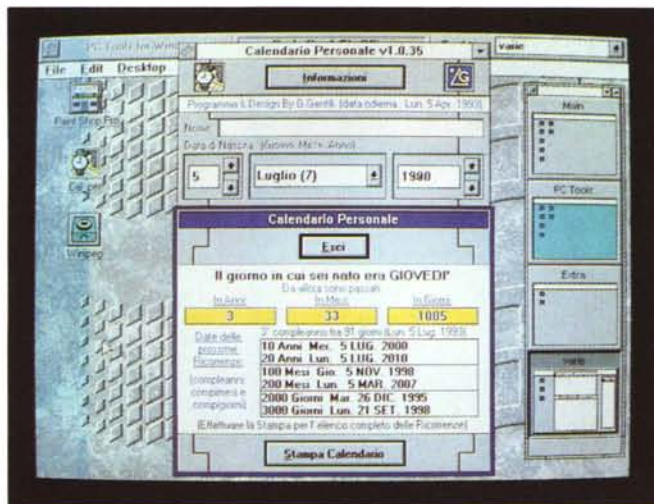 PC Tools for Wind
Calendario Personale v1.0.35
varie
File Edit Desktop
Informazioni
Main
Paint Shop Pro
Programma & Design By G.Gentili (data odierna Lun. 5 Apr. 1993)
Nome
Data di Nascita (Giorno, Mese, Anno)
5
Luglio (7)
1990
PC Tools
Winpeg
Calendario Personale
Esci
Extra
Il giorno in cui sei nato era GIOVEDI'
Da allora sono passati
In Anni:
In Mesi:
In Giorni:
3
33
1005
3° compleanno tra 91 giorni (Lun. 5 Lug. 1993)
Date delle
prossime
Ricorrenze:
(compleanni,
compimesi e
compigiorni)
10 Anni Mer. 5 LUG. 2000
20 Anni Lun. 5 LUG. 2010
100 Mesi Gio. 5 NOV. 1998
200 Mesi Lun. 5 MAR. 2007
2000 Giorni Mar. 26 DIC. 1995
3000 Giorni Lun. 21 SET. 1998
varie
(Effettuare la Stampa per l'elenco completo delle Ricorrenze)
Stampa Calendario